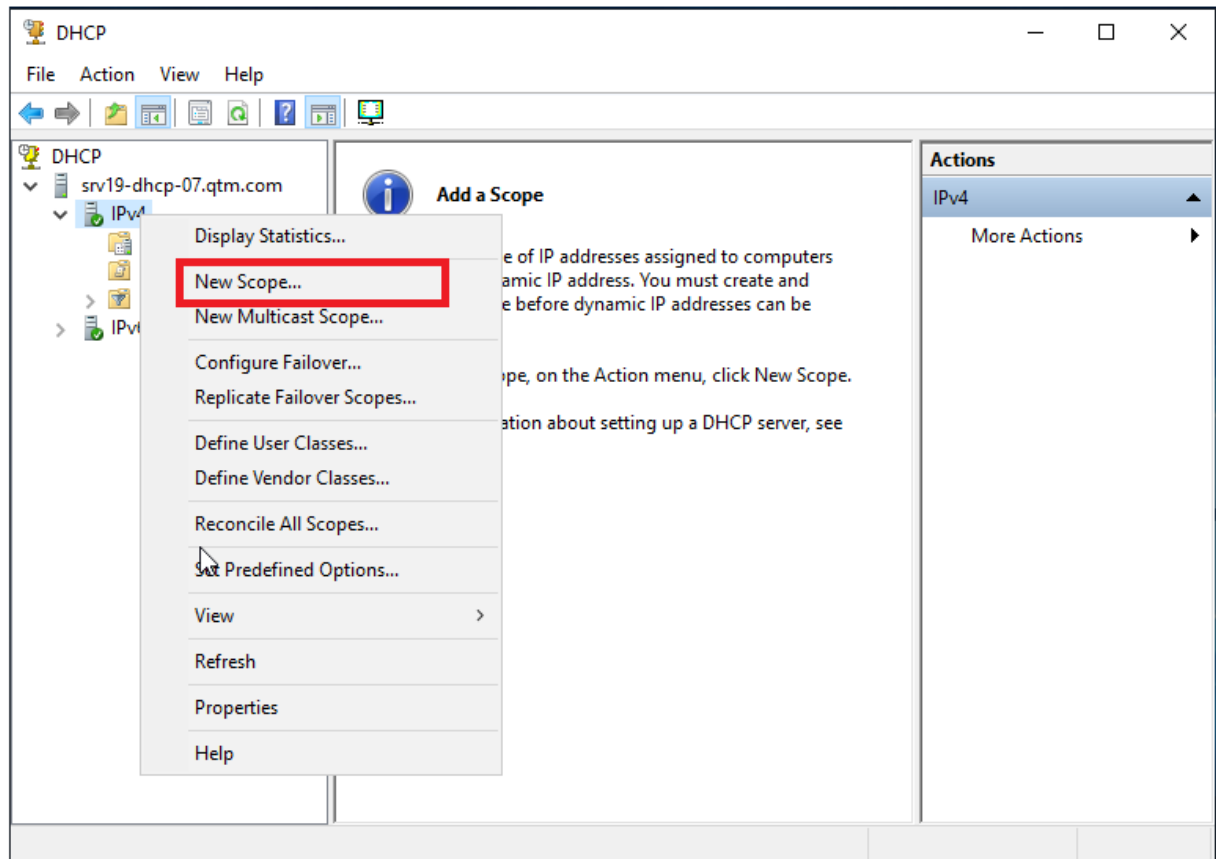 DHCP
File Action View Help
DHCP
srv19-dhcp-07.qtm.com
IPv4
Display Statistics...
New Scope...
New Multicast Scope...
Configure Failover...
Replicate Failover Scopes...
Define User Classes...
Define Vendor Classes...
Reconcile All Scopes...
Set Predefined Options...
View
Refresh
Properties
Help
Add a Scope
e of IP addresses assigned to computers
amic IP address. You must create and
e before dynamic IP addresses can be
ope, on the Action menu, click New Scope.
ation about setting up a DHCP server, see
Actions
IPv4
More Actions